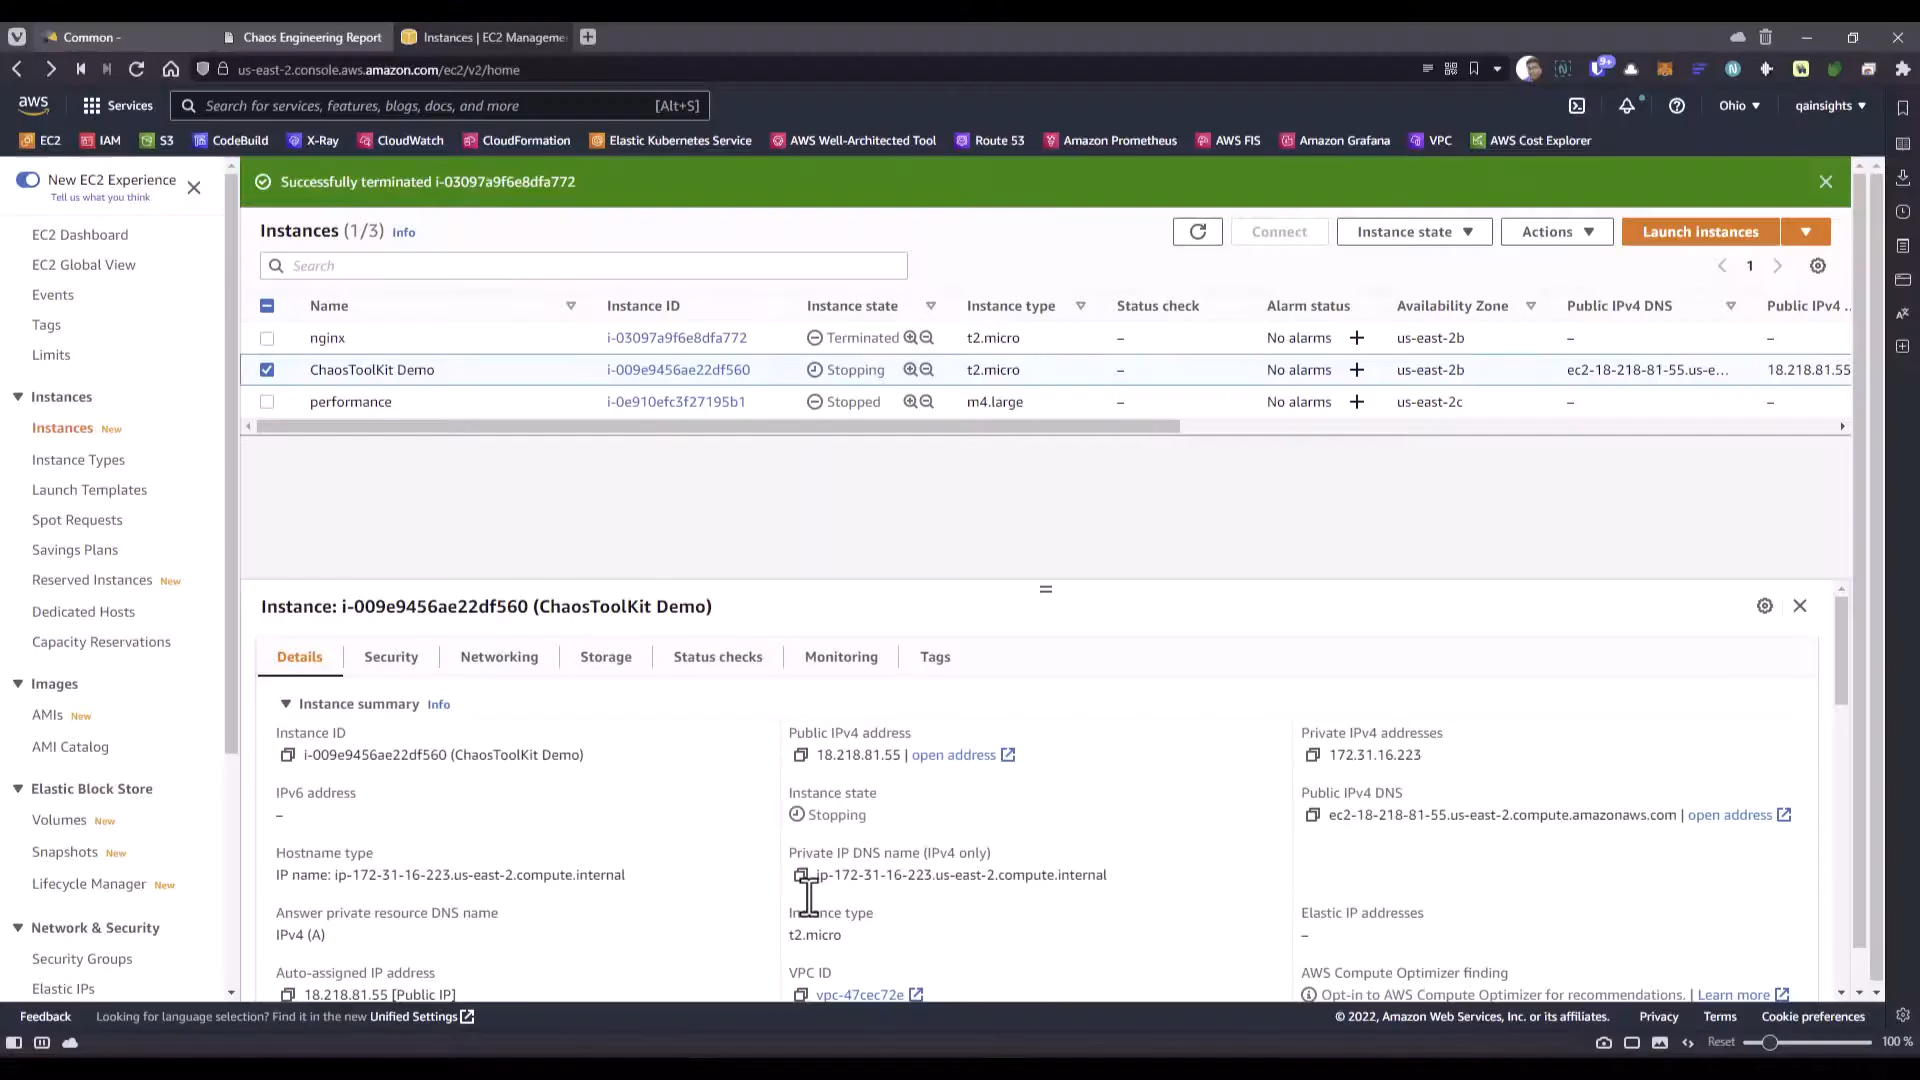 Common -
Chaos Engineering Report
Instances | EC2 Manageme
us-east-2.console.aws.amazon.com/ec2/v2/home
9+
aws
Services
Search for services, features, blogs, docs, and more
[Alt+S]
Ohio
qainsights
EC2
IAM
S3
CodeBuild
X-Ray
CloudWatch
CloudFormation
Elastic Kubernetes Service
AWS Well-Architected Tool
Route 53
Amazon Prometheus
AWS FIS
Amazon Grafana
VPC
AWS Cost Explorer
New EC2 Experience
Tell us what you think
EC2 Dashboard
EC2 Global View
Events
Tags
Limits
Instances
Instances New
Instance Types
Launch Templates
Spot Requests
Savings Plans
Reserved Instances New
Dedicated Hosts
Capacity Reservations
Images
AMIs New
AMI Catalog
Elastic Block Store
Volumes New
Snapshots New
Lifecycle Manager New
Network & Security
Security Groups
Elastic IPs
Successfully terminated i-03097a9f6e8dfa772
Instances (1/3) Info
Connect
Instance state
Actions
Launch instances
Search
1
Name Instance ID Instance state Instance type Status check Alarm status Availability Zone Public IPv4 DNS Public IPv4 ..
nginx i-03097a9f6e8dfa772 Terminated t2.micro – No alarms + us-east-2b – –
ChaosToolKit Demo i-009e9456ae22df560 Stopping t2.micro – No alarms + us-east-2b ec2-18-218-81-55.us-e... 18.218.81.55
performance i-0e910efc3f27195b1 Stopped m4.large – No alarms + us-east-2c – –
Instance: i-009e9456ae22df560 (ChaosToolKit Demo)
Details
Security
Networking
Storage
Status checks
Monitoring
Tags
Instance summary Info
Instance ID
i-009e9456ae22df560 (ChaosToolKit Demo)
Public IPv4 address
18.218.81.55 | open address
Private IPv4 addresses
172.31.16.223
IPv6 address
–
Instance state
Stopping
Public IPv4 DNS
ec2-18-218-81-55.us-east-2.compute.amazonaws.com | open address
Hostname type
IP name: ip-172-31-16-223.us-east-2.compute.internal
Private IP DNS name (IPv4 only)
ip-172-31-16-223.us-east-2.compute.internal
Answer private resource DNS name
IPv4 (A)
Instance type
t2.micro
Elastic IP addresses
–
Auto-assigned IP address
18.218.81.55 [Public IP]
VPC ID
vpc-47cec72e
AWS Compute Optimizer finding
Opt-in to AWS Compute Optimizer for recommendations. | Learn more
Feedback
Looking for language selection? Find it in the new Unified Settings
© 2022, Amazon Web Services, Inc. or its affiliates.
Privacy
Terms
Cookie preferences
Reset
100 %